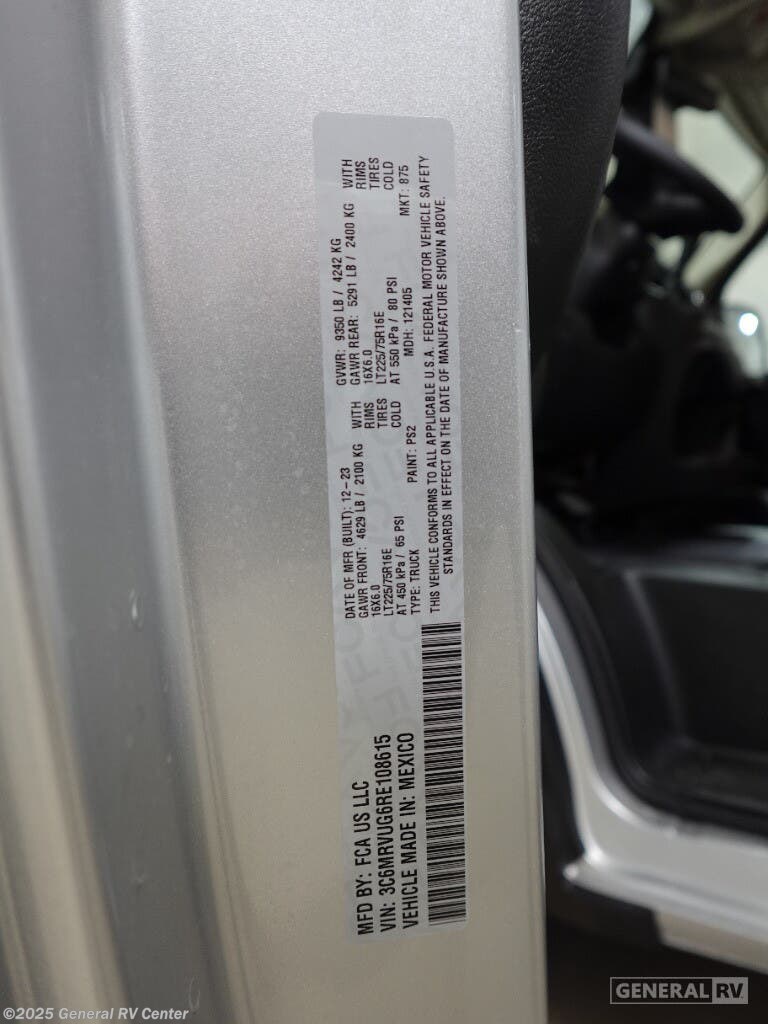 MFD BY: FCA US LLC
VIN: 3C6MRVUG6RE108615
VEHICLE MADE IN: MEXICO
DATE OF MFR (BUILT): 12-23 GVWR: 9350 LB / 4242 KG
GAWR FRONT: 4629 LB / 2100 KG WITH GAWR REAR: 5291 LB / 2400 KG WITH
16X6.0 RIMS 16X6.0 RIMS
LT225/75R16E TIRES LT225/75R16E TIRES
AT 450 kPa / 65 PSI COLD AT 550 kPa / 80 PSI COLD
TYPE: TRUCK PAINT: PS2 MDH: 121405 MKT: 875
THIS VEHICLE CONFORMS TO ALL APPLICABLE U.S.A. FEDERAL MOTOR VEHICLE SAFETY
STANDARDS IN EFFECT ON THE DATE OF MANUFACTURE SHOWN ABOVE.
©2025 General RV Center
GENERAL RV